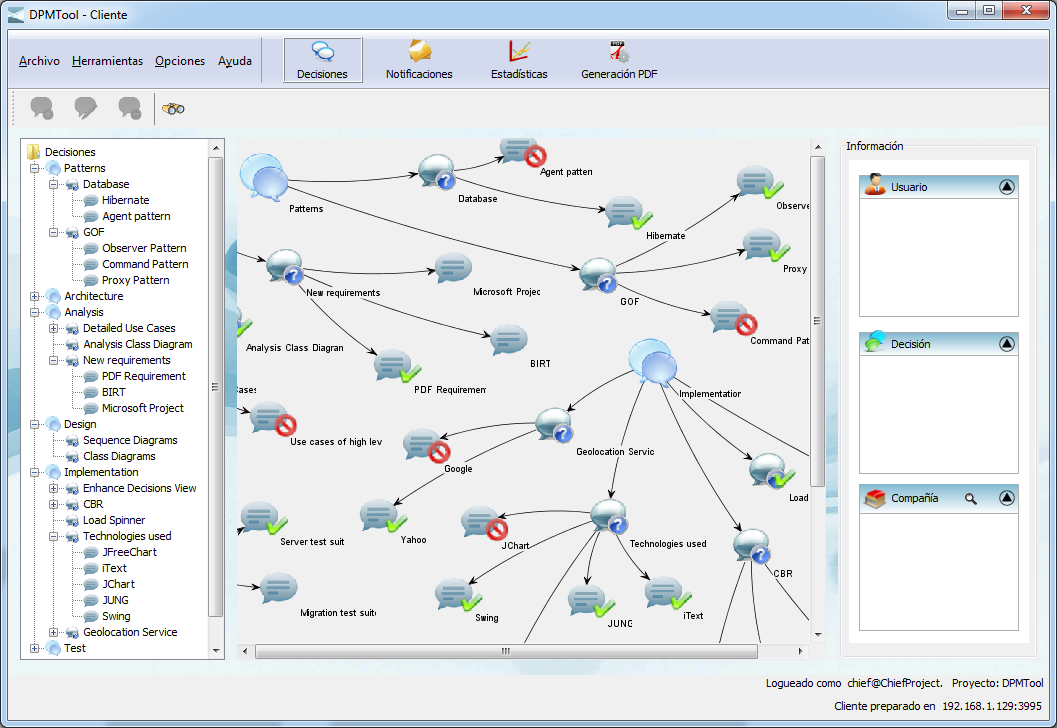 DPMTool - Cliente
Archivo Herramientas Opciones Ayuda
Decisiones
Notificaciones
Estadísticas
PDF
Generación PDF
Decisiones
Patterns
Database
Hibernate
Agent pattern
GOF
Observer Pattern
Command Pattern
Proxy Pattern
Architecture
Analysis
Detailed Use Cases
Analysis Class Diagram
New requirements
PDF Requirement
BIRT
Microsoft Project
Design
Sequence Diagrams
Class Diagrams
Implementation
Enhance Decisions View
CBR
Load Spinner
Technologies used
JFreeChart
iText
JChart
JUNG
Swing
Geolocation Service
Test
Agent patten
Patterns
Database
Observe
Hibernate
Proxy
New requirements
Microsoft Projec
GOF
Command Pat
Analysis Class Diagran
BIRT
PDF Requiremen
Implementation
ases:
Use cases of high lev
Google
Geolocation Servic
Load
Server test suit
Yahoo
JChart
Technologies used
CBR
Migration test suite
Swing
JUNG
iText
Información
Usuario
Decisión
Compañía
Logueado como chief@ChiefProject. Proyecto: DPMTool
Cliente preparado en 192.168.1.129:3995